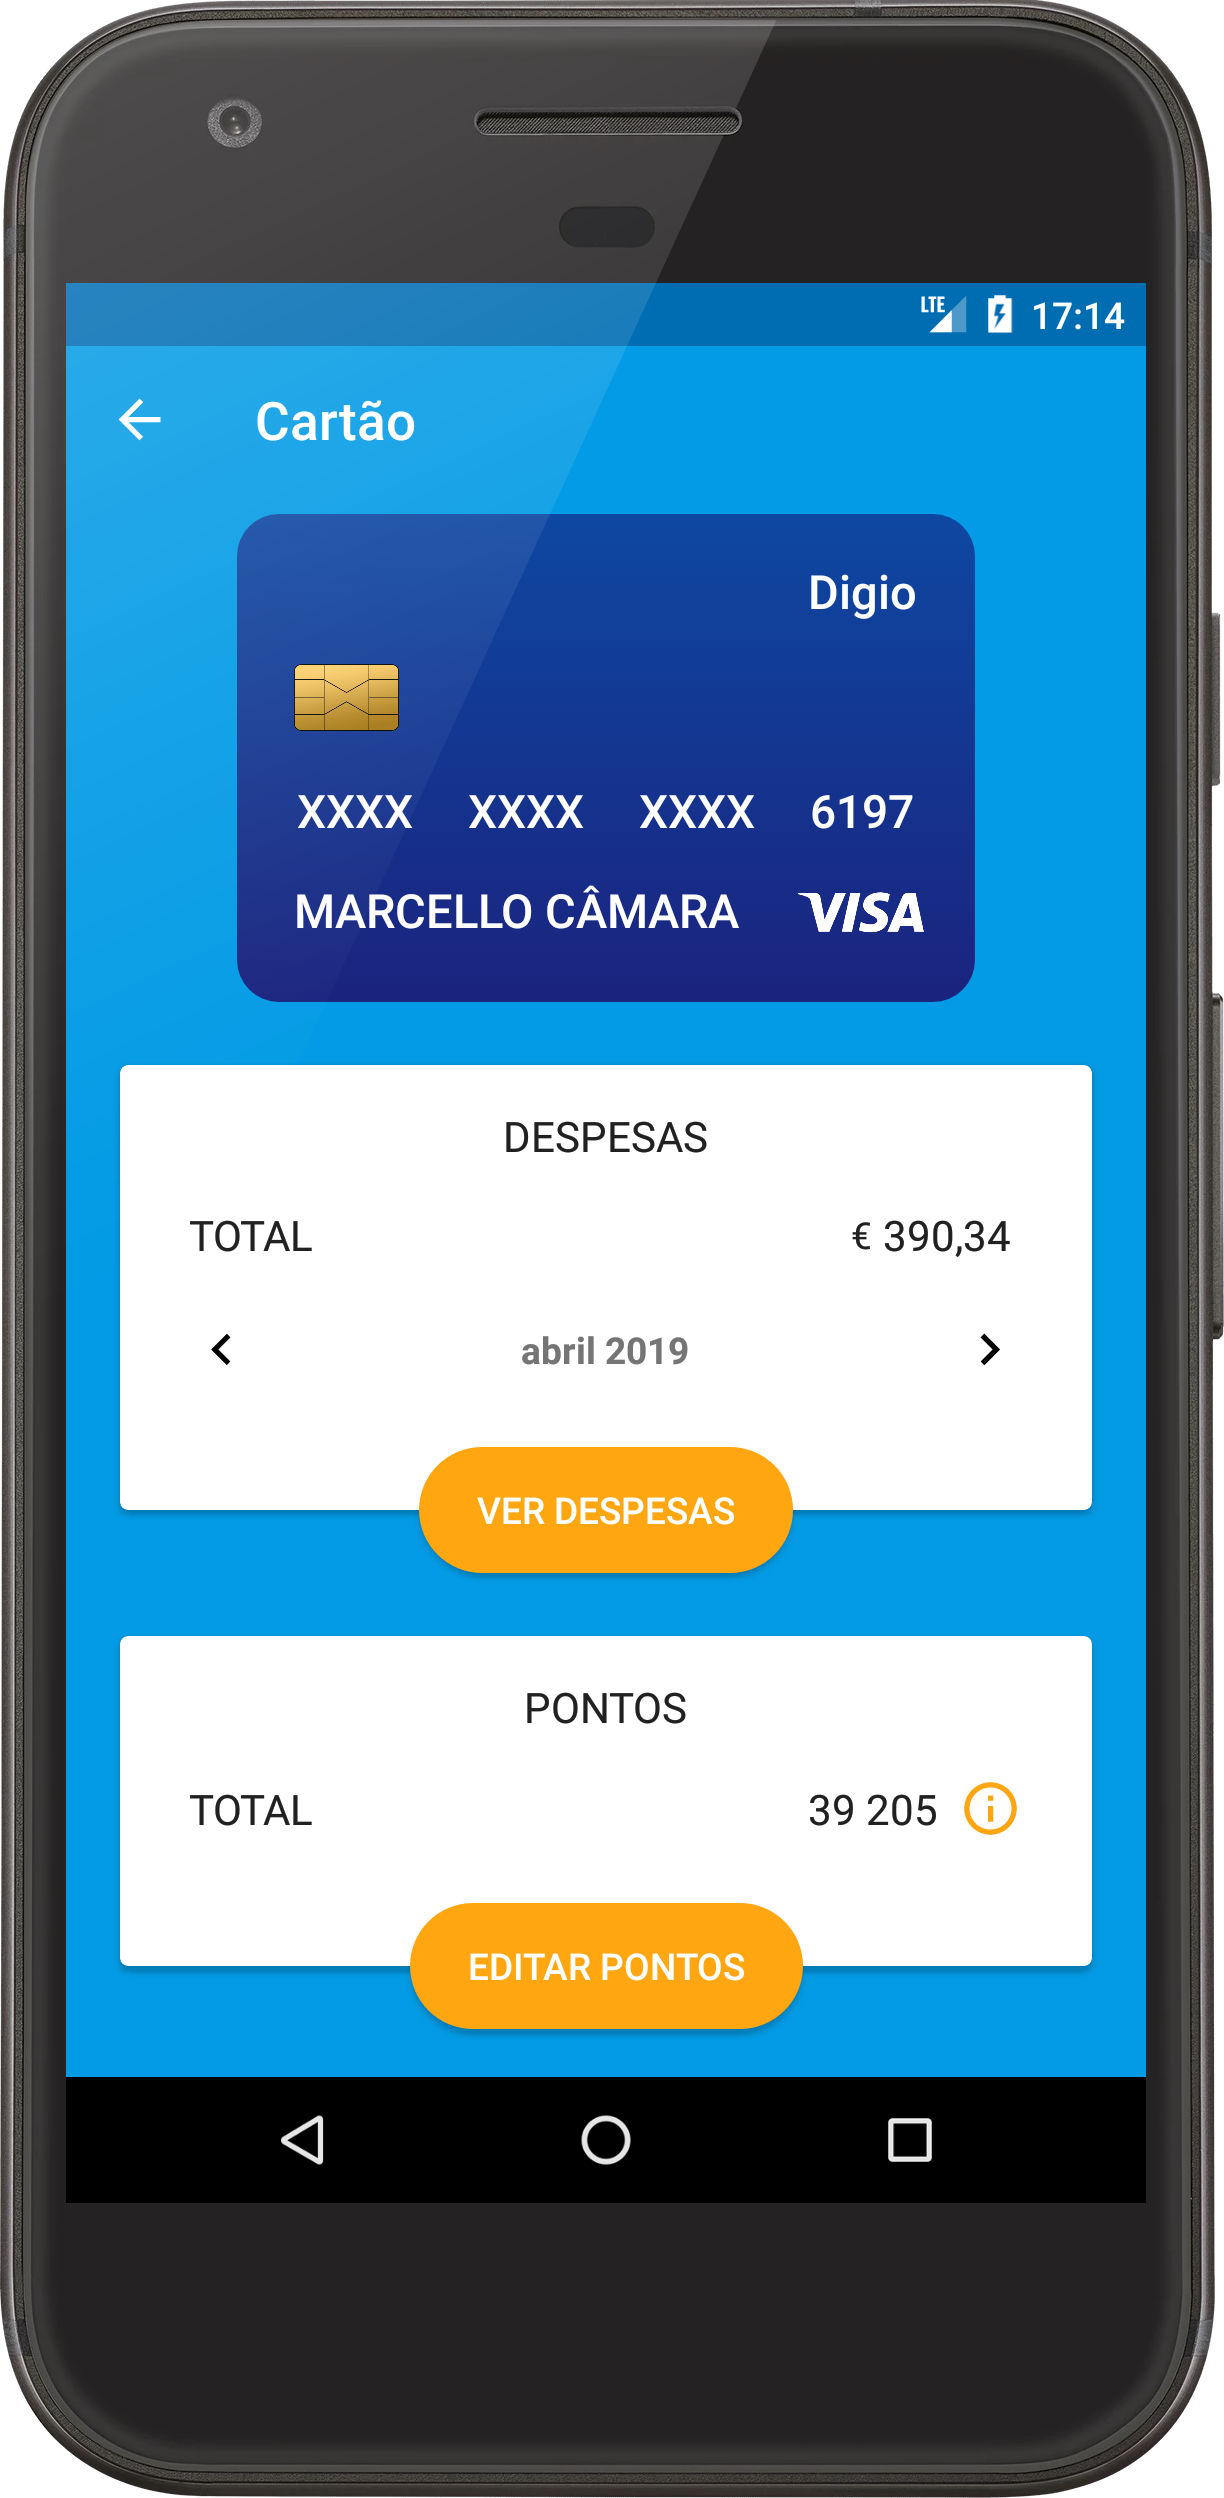 LTE 17:14
Cartão
Digio
XXXX XXXX XXXX 6197
MARCELLO CÂMARA VISA
DESPESAS
TOTAL € 390,34
abril 2019
VER DESPESAS
PONTOS
TOTAL 39 205
EDITAR PONTOS